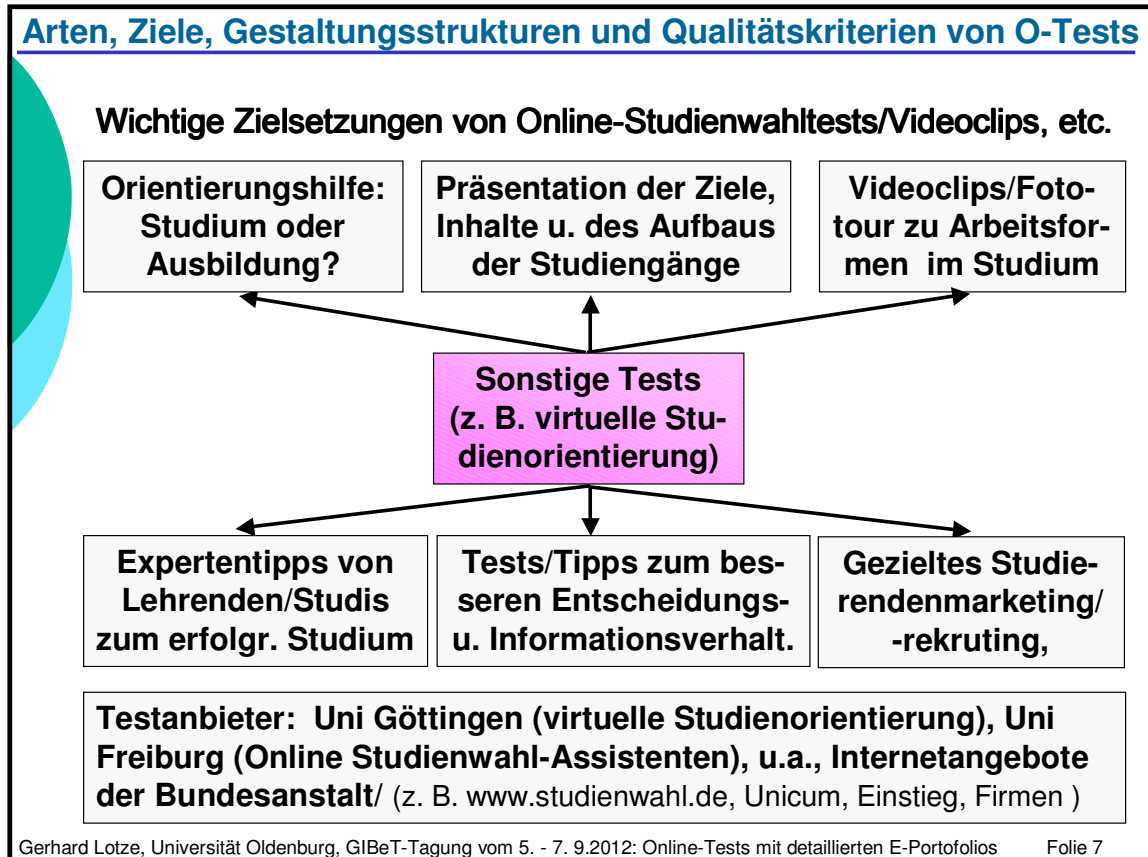 Arten, Ziele, Gestaltungsstrukturen und Qualitätskriterien von O-Tests
Wichtige Zielsetzungen von Online-Studienwahltests/Videoclips, etc.
Orientierungshilfe:
Studium oder
Ausbildung?
Präsentation der Ziele,
Inhalte u. des Aufbaus
der Studiengänge
Videoclips/Foto-
tour zu Arbeitsfor-
men im Studium
Sonstige Tests
(z. B. virtuelle Stu-
dienorientierung)
Expertentipps von
Lehrenden/Studis
zum erfolgr. Studium
Tests/Tipps zum bes-
seren Entscheidungs-
u. Informationsverhalt.
Gezieltes Studie-
rendenmarketing/
-rekruting,
Testanbieter: Uni Göttingen (virtuelle Studienorientierung), Uni
Freiburg (Online Studienwahl-Assistenten), u.a., Internetangebote
der Bundesanstalt/ (z. B. www.studienwahl.de, Unicum, Einstieg, Firmen )
Gerhard Lotze, Universität Oldenburg, GIBeT-Tagung vom 5. - 7. 9.2012: Online-Tests mit detaillierten E-Portofolios Folie 7